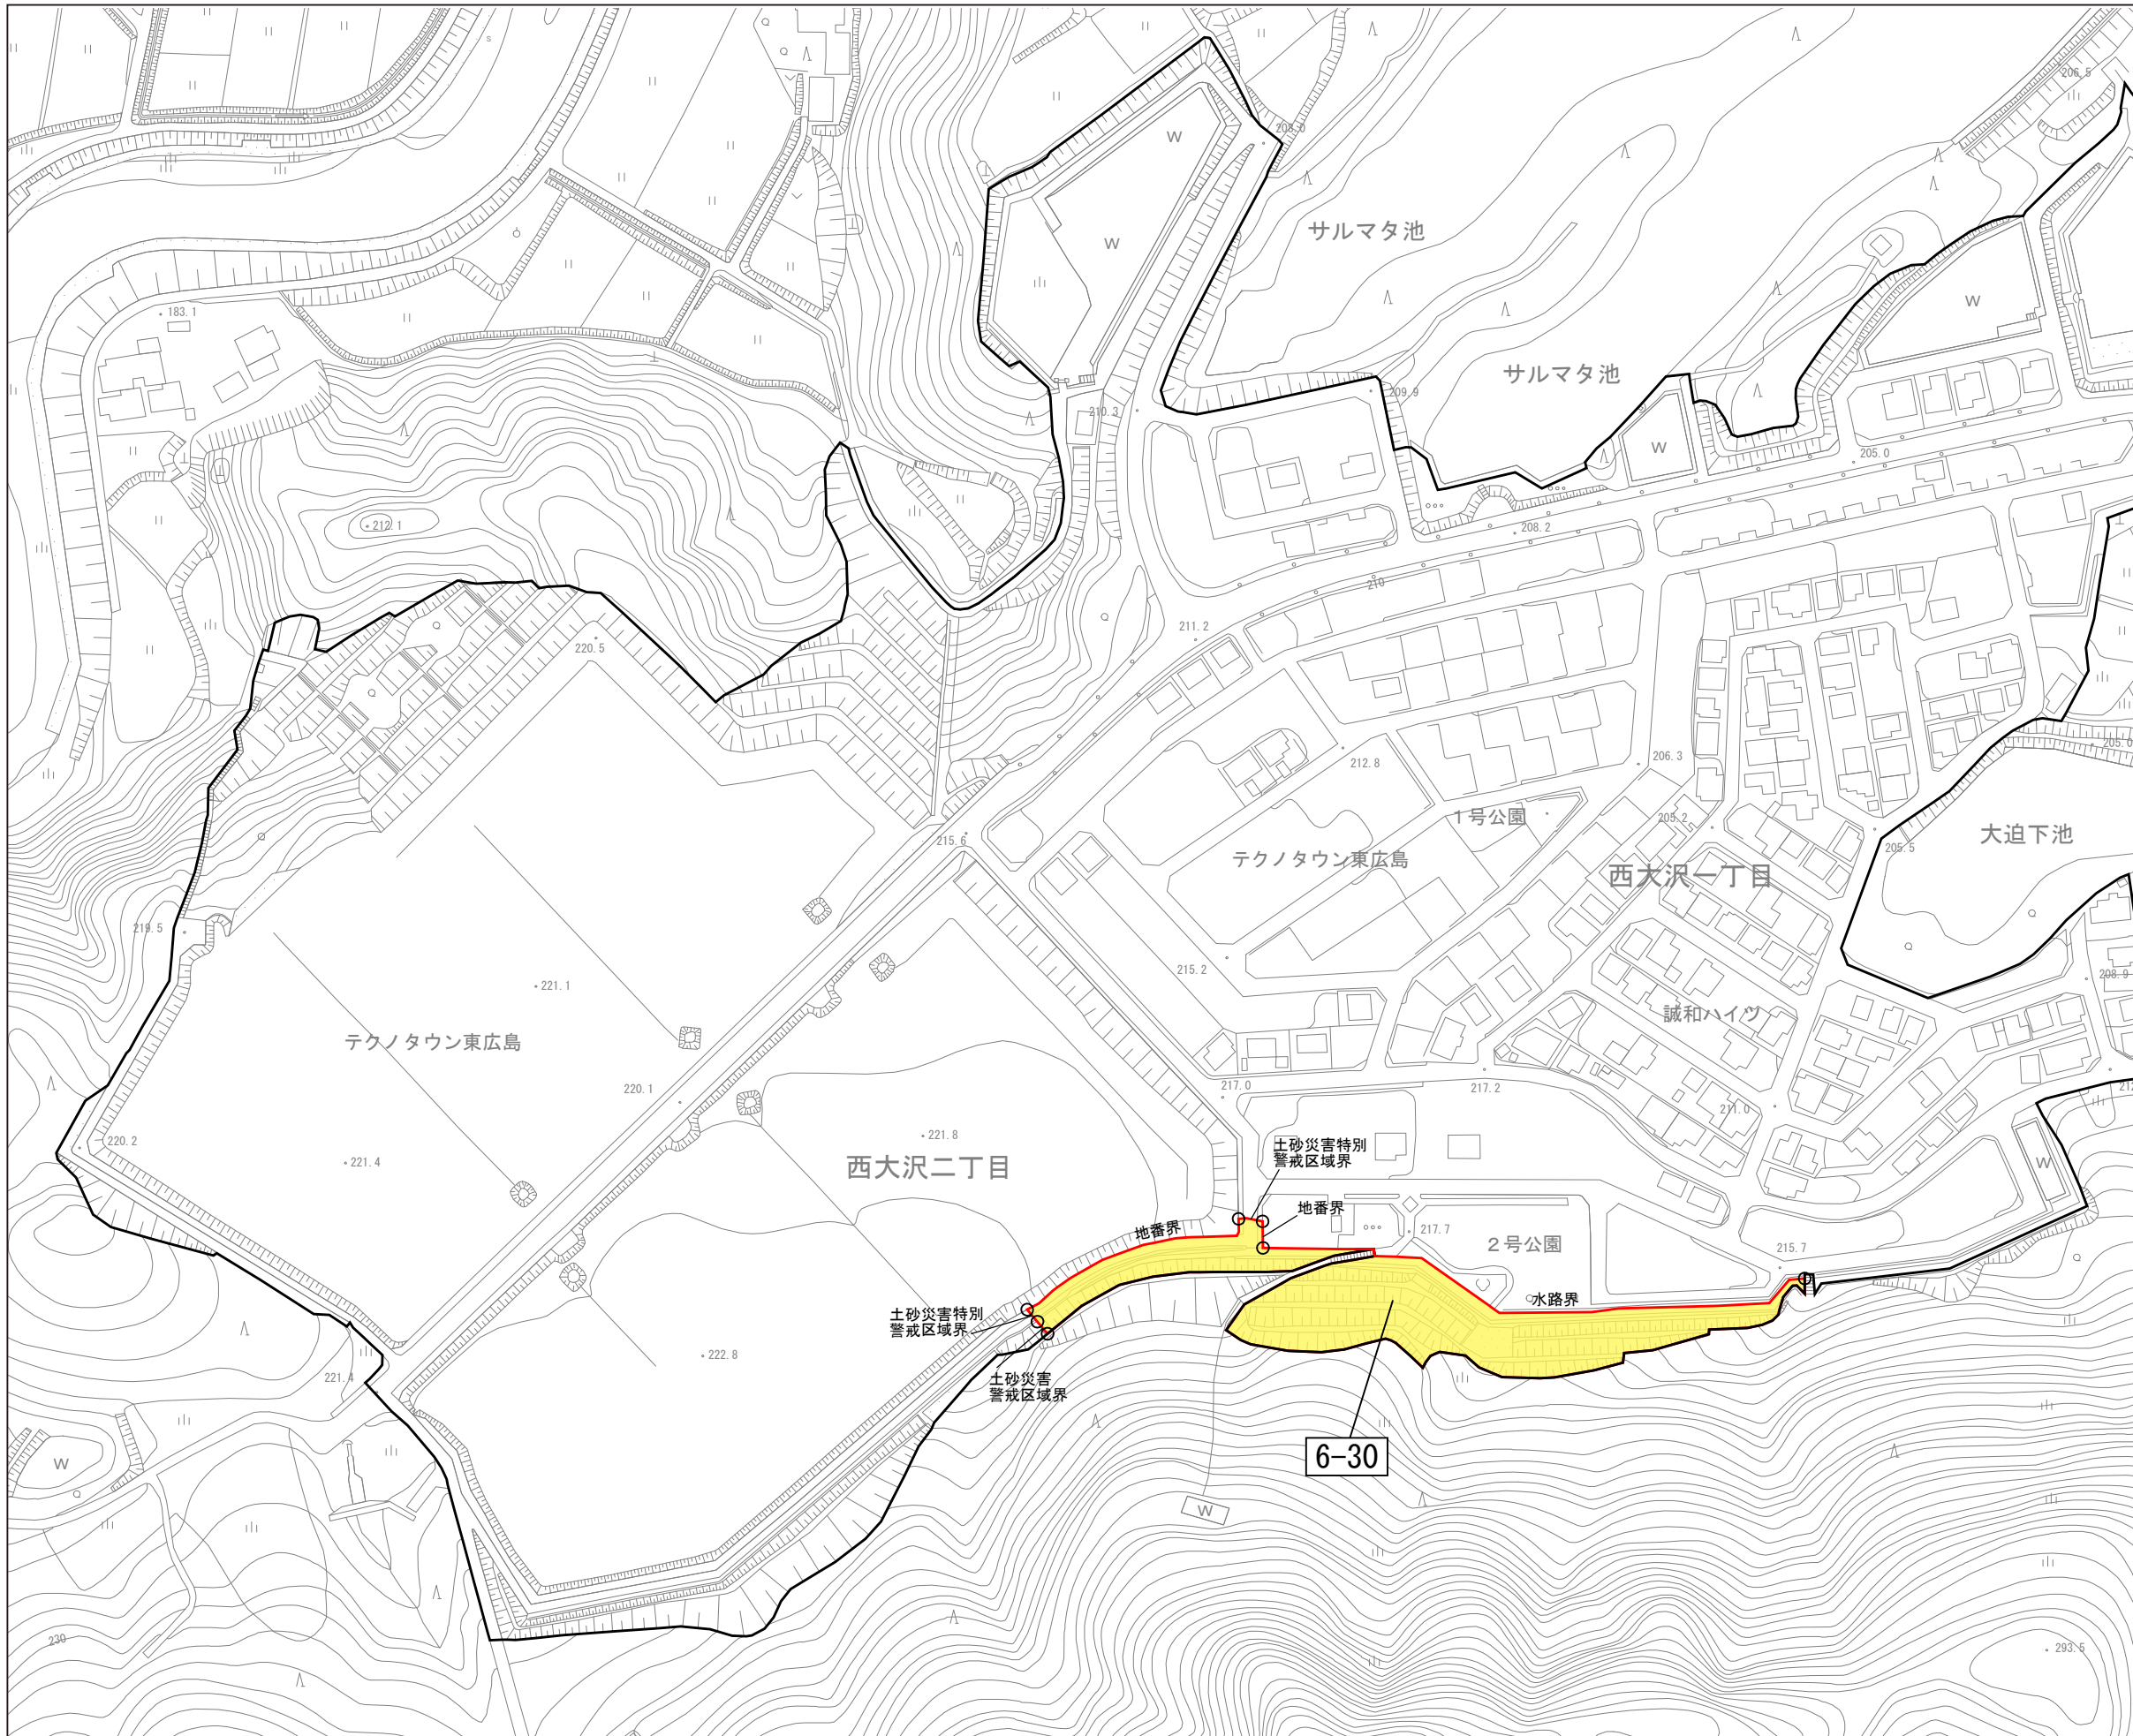 206.5
208.0
サルマタ池
183.1
サルマタ池
W
W
W
209.9
210.3
W
205.0
212.1
208.2
210
211.2
220.5
206.3
205.0
212.8
1号公園
205.2
215.6
テクノタウン東広島
西大沢一丁目
205.5
大迫下池
219.5
215.2
208.9
221.1
誠和ハイツ
テクノタウン東広島
220.1
217.0
217.2
211.0
212
220.2
221.8
221.4
西大沢二丁目
土砂災害特別
警戒区域界
W
地番界
地番界
217.7
2号公園
215.7
水路界
土砂災害特別
警戒区域界
222.8
221.4
土砂災害
警戒区域界
6-30
W
W
230
293.5